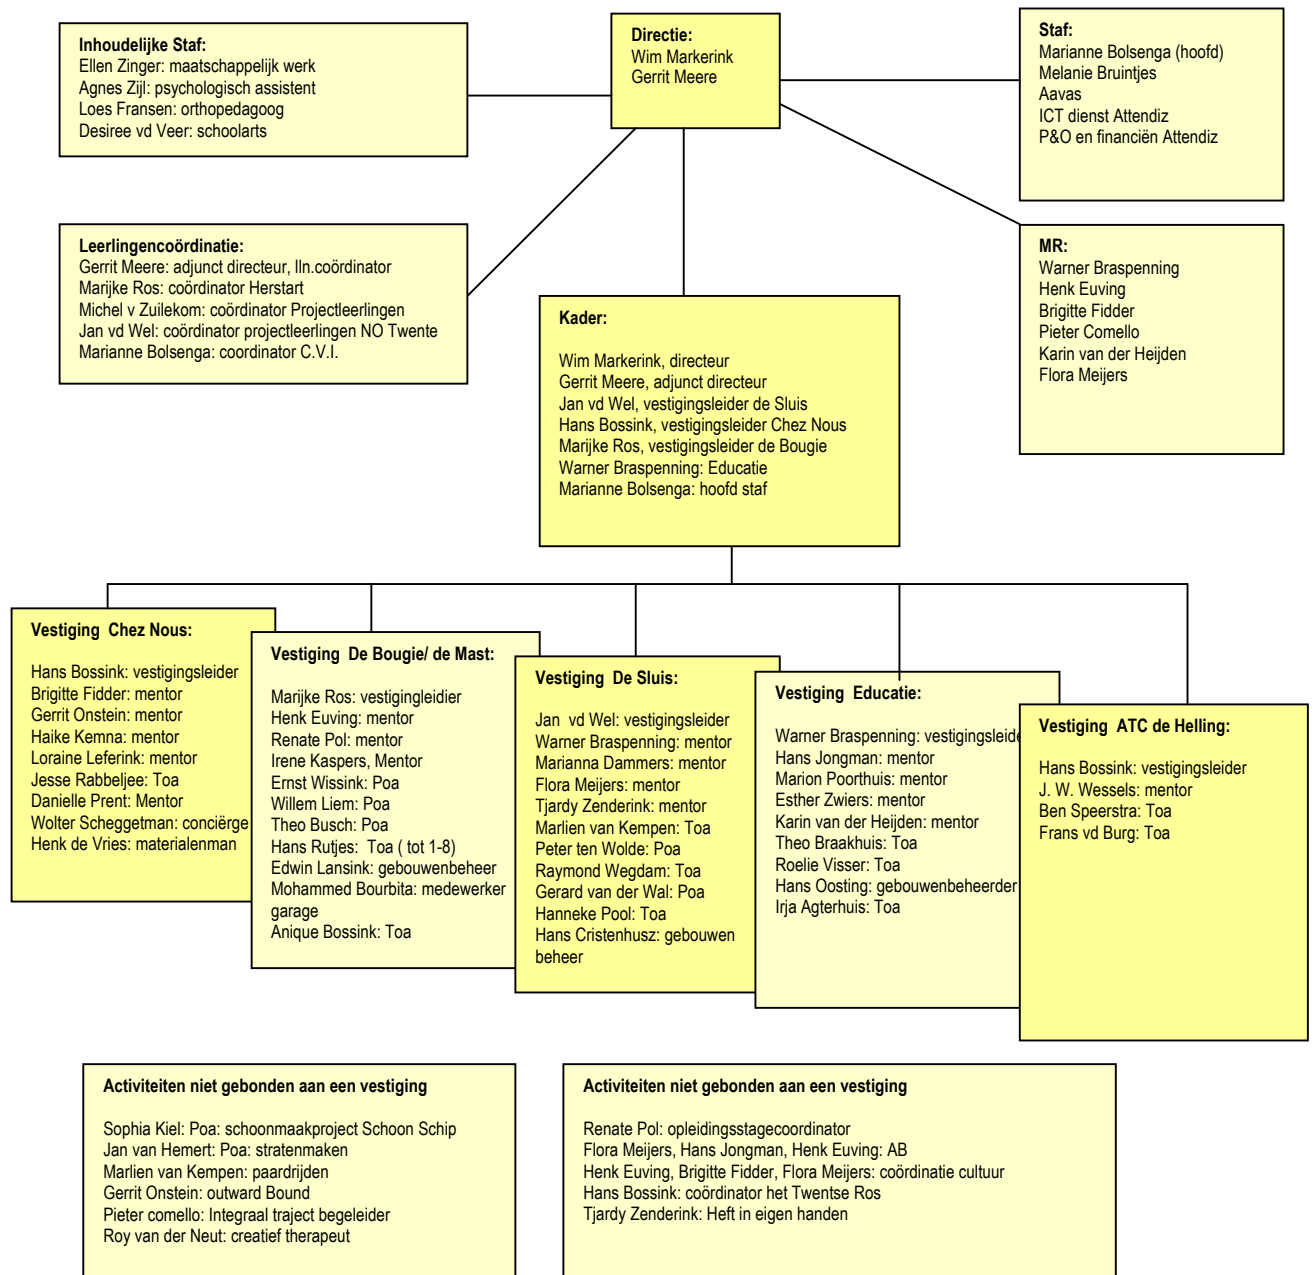 Inhoudelijke Staf:
Ellen Zinger: maatschappelijk werk
Agnes Zijl: psychologisch assistent
Loes Fransen: orthopedagoog
Desiree vd Veer: schoolarts
Directie:
Wim Markerink
Gerrit Meere
Staf:
Marianne Bolsenga (hoofd)
Melanie Bruintjes
Aavas
ICT dienst Attendiz
P&O en financiën Attendiz
Leerlingencoördinatie:
Gerrit Meere: adjunct directeur, lln.coördinator
Marijke Ros: coördinator Herstart
Michel v Zuilekom: coördinator Projectleerlingen
Jan vd Wel: coördinator projectleerlingen NO Twente
Marianne Bolsenga: coordinator C.V.I.
MR:
Warner Braspenning
Henk Euving
Brigitte Fidder
Pieter Comello
Karin van der Heijden
Flora Meijers
Kader:
Wim Markerink, directeur
Gerrit Meere, adjunct directeur
Jan vd Wel, vestigingsleider de Sluis
Hans Bossink, vestigingsleider Chez Nous
Marijke Ros, vestigingsleider de Bougie
Warner Braspenning: Educatie
Marianne Bolsenga: hoofd staf
Vestiging  Chez Nous:
Hans Bossink: vestigingsleider
Brigitte Fidder: mentor
Gerrit Onstein: mentor
Haike Kemna: mentor
Loraine Leferink: mentor
Jesse Rabbeljee: Toa
Danielle Prent: Mentor
Wolter Scheggetman: conciërge
Henk de Vries: materialenman
Vestiging  De Bougie/ de Mast:
Marijke Ros: vestigingleidier
Henk Euving: mentor
Renate Pol: mentor
Irene Kaspers, Mentor
Ernst Wissink: Poa
Willem Liem: Poa
Theo Busch: Poa
Hans Rutjes:  Toa ( tot 1-8)
Edwin Lansink: gebouwenbeheer
Mohammed Bourbita: medewerker
garage
Anique Bossink: Toa
Vestiging  De Sluis:
Jan  vd Wel: vestigingsleider
Warner Braspenning: mentor
Marianna Dammers: mentor
Flora Meijers: mentor
Tjardy Zenderink: mentor
Marlien van Kempen: Toa
Peter ten Wolde: Poa
Raymond Wegdam: Toa
Gerard van der Wal: Poa
Hanneke Pool: Toa
Hans Cristenhusz: gebouwen
beheer
Vestiging  Educatie:
Warner Braspenning: vestigingsleide
Hans Jongman: mentor
Marion Poorthuis: mentor
Esther Zwiers: mentor
Karin van der Heijden: mentor
Theo Braakhuis: Toa
Roelie Visser: Toa
Hans Oosting: gebouwenbeheerder
Irja Agterhuis: Toa
Vestiging  ATC de Helling:
Hans Bossink: vestigingsleider
J. W. Wessels: mentor
Ben Speerstra: Toa
Frans vd Burg: Toa
Activiteiten niet gebonden aan een vestiging
Sophia Kiel: Poa: schoonmaakproject Schoon Schip
Jan van Hemert: Poa: stratenmaken
Marlien van Kempen: paardrijden
Gerrit Onstein: outward Bound
Pieter comello: Integraal traject begeleider
Roy van der Neut: creatief therapeut
Activiteiten niet gebonden aan een vestiging
Renate Pol: opleidingsstagecoordinator
Flora Meijers, Hans Jongman, Henk Euving: AB
Henk Euving, Brigitte Fidder, Flora Meijers: coördinatie cultuur
Hans Bossink: coördinator het Twentse Ros
Tjardy Zenderink: Heft in eigen handen